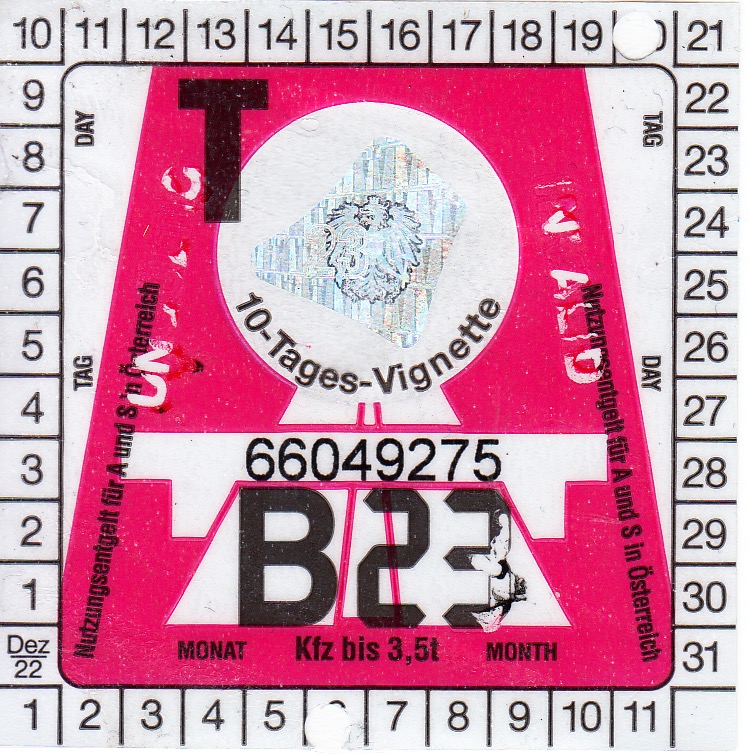 10 11 12 13 14 15 16 17 18 19 21
9 22
8 23
7 24
6 25
5 26
4 27
3 28
2 29
1 30
Dez 22 31
1 2 3 4 5 7 8 9 10 11
T
DAY
TAG
TAG
DAY
10-Tages-Vignette
Nutzungsentgelt für A und S in Österreich
Nutzungsentgelt für A und S in Österreich
66049275
B23
MONAT Kfz bis 3,5t MONTH